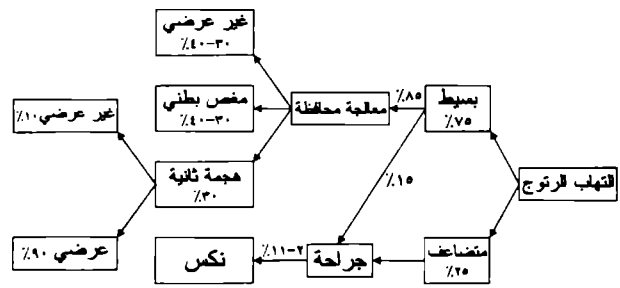 التهاب الرتوج
بسيط
٧٥٪
٨٥٪
معالجة محافظة
غير عرضي
٣٠-٤٠٪
مغص بطني
٣٠-٤٠٪
هجمة ثانية
٣٠٪
غير عرضي ١٠٪
عرضي ٩٠٪
١٥٪
متضاعف
٢٥٪
جراحة
٢-١١٪
نكس